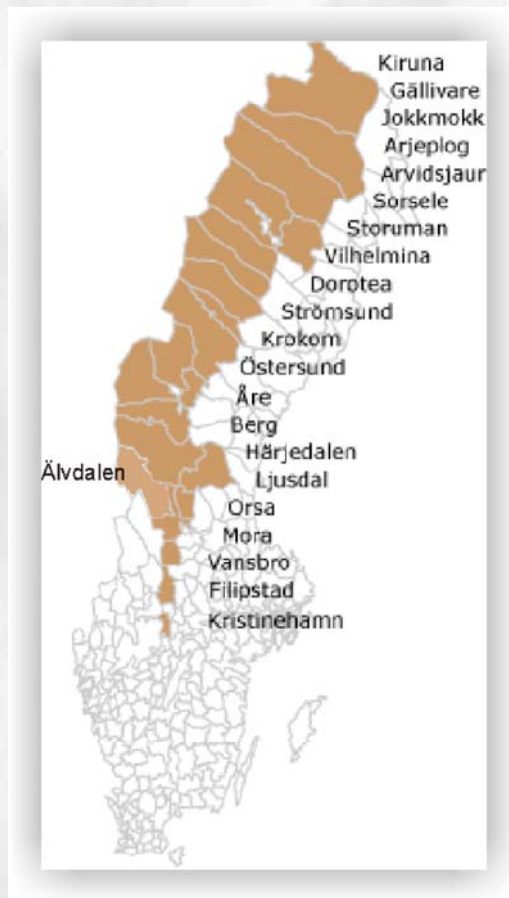 Kiruna
Gällivare
Jokkmokk
Arjeplog
Arvidsjaur
Sorsele
Storuman
Vilhelmina
Dorotea
Strömsund
Krokom
Östersund
Åre
Berg
Härjedalen
Älvdalen
Ljusdal
Orsa
Mora
Vansbro
Filipstad
Kristinehamn